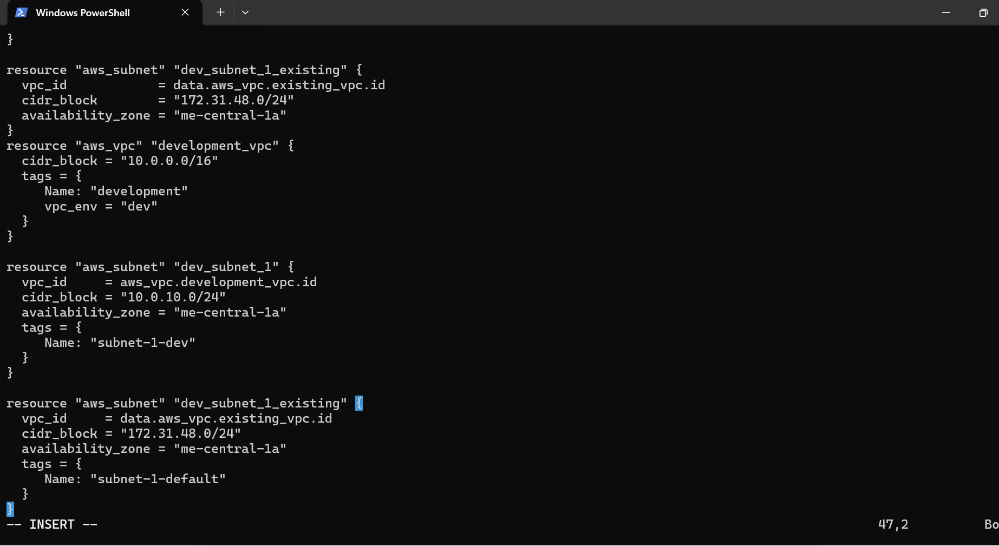 Windows PowerShell
}
resource "aws_subnet" "dev_subnet_1_existing" {
  vpc_id            = data.aws_vpc.existing_vpc.id
  cidr_block        = "172.31.48.0/24"
  availability_zone = "me-central-1a"
}
resource "aws_vpc" "development_vpc" {
  cidr_block = "10.0.0.0/16"
  tags = {
     Name: "development"
     vpc_env = "dev"
  }
}
resource "aws_subnet" "dev_subnet_1" {
  vpc_id     = aws_vpc.development_vpc.id
  cidr_block = "10.0.10.0/24"
  availability_zone = "me-central-1a"
  tags = {
     Name: "subnet-1-dev"
  }
}
resource "aws_subnet" "dev_subnet_1_existing" {
  vpc_id     = data.aws_vpc.existing_vpc.id
  cidr_block = "172.31.48.0/24"
  availability_zone = "me-central-1a"
  tags = {
     Name: "subnet-1-default"
  }
}
-- INSERT -- 47,2 Bo